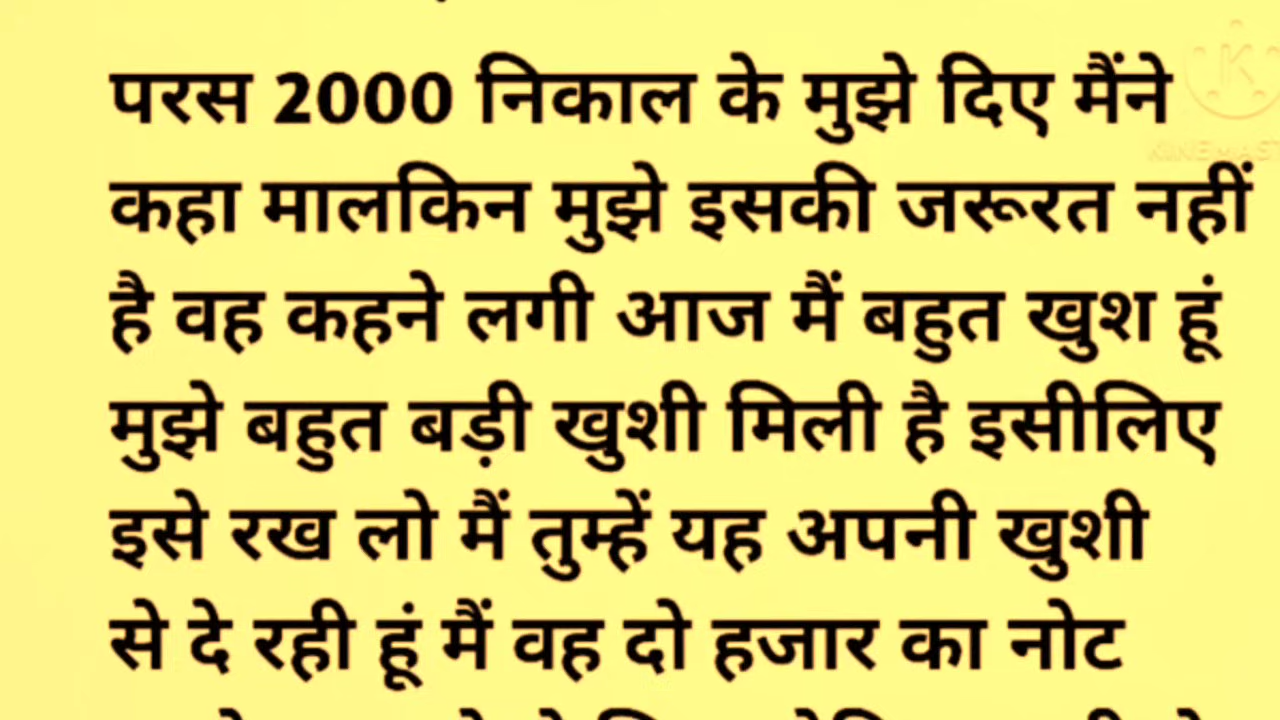 परस 2000 निकाल के मुझे दिए मैंने
कहा मालकिन मुझे इसकी जरूरत नहीं
है वह कहने लगी आज मैं बहुत खुश हूं
मुझे बहुत बड़ी खुशी मिली है इसीलिए
इसे रख लो मैं तुम्हें यह अपनी खुशी
से दे रही हूं मैं वह दो हजार का नोट